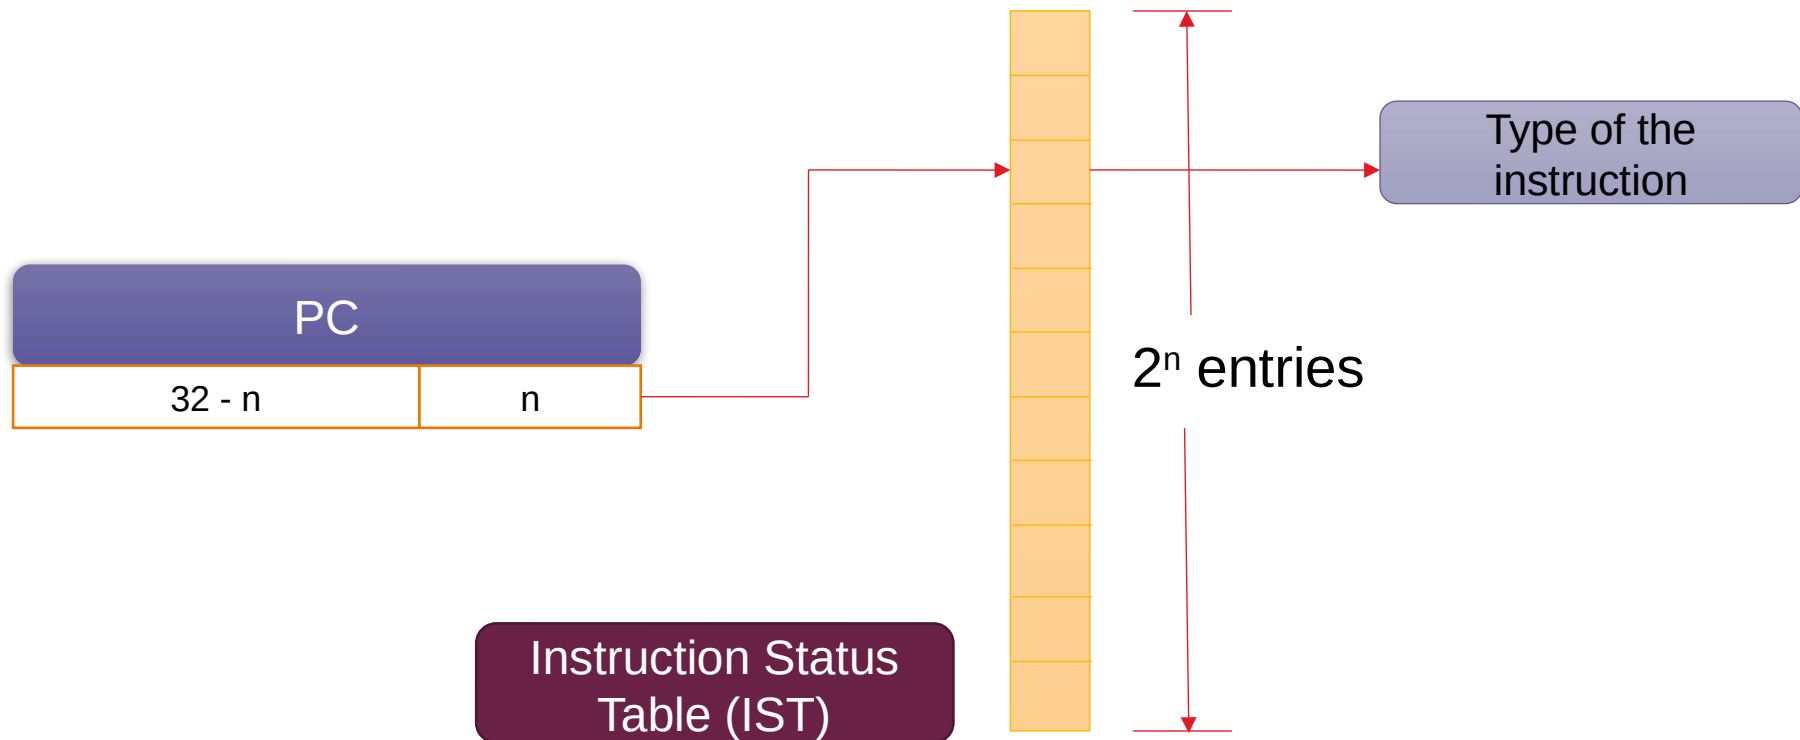 Type of the
instruction
PC
32 - n
n
2ⁿ entries
Instruction Status
Table (IST)